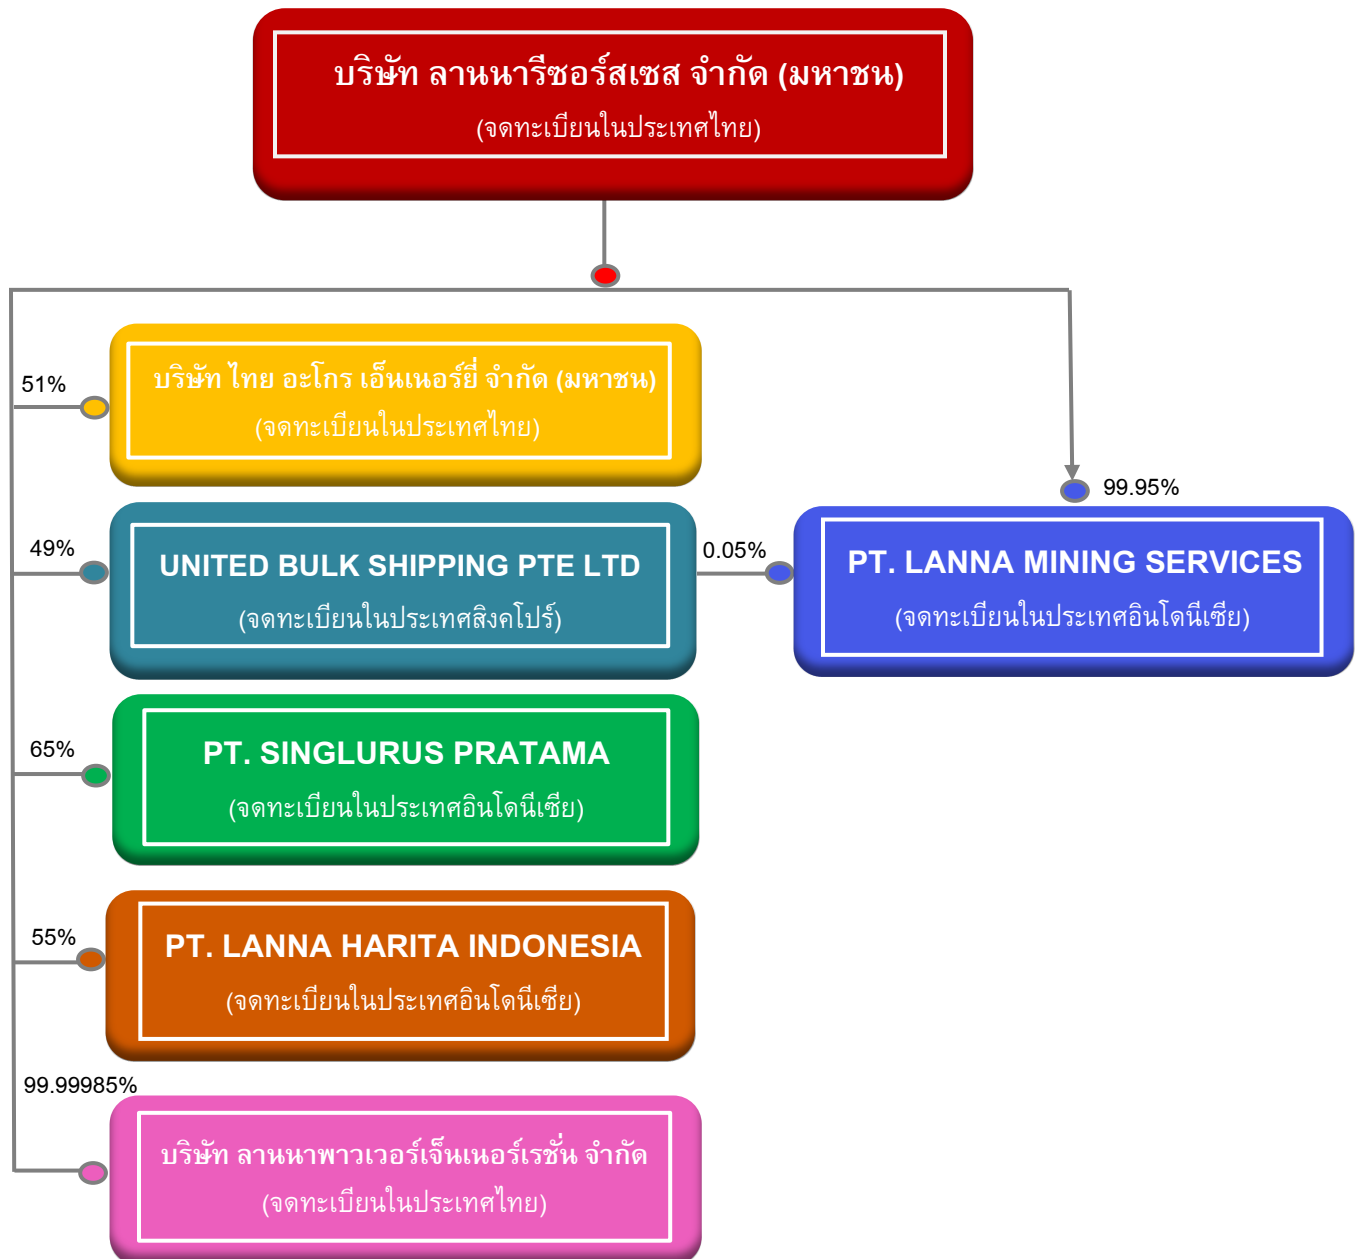 บริษัท ลานนารีซอร์สเซส จำกัด (มหาชน)
(จดทะเบียนในประเทศไทย)
51%
บริษัท ไทย อะโกร เอ็นเนอร์ยี่ จำกัด (มหาชน)
(จดทะเบียนในประเทศไทย)
99.95%
49%
UNITED BULK SHIPPING PTE LTD
(จดทะเบียนในประเทศสิงคโปร์)
0.05%
PT. LANNA MINING SERVICES
(จดทะเบียนในประเทศอินโดนีเซีย)
65%
PT. SINGLURUS PRATAMA
(จดทะเบียนในประเทศอินโดนีเซีย)
55%
PT. LANNA HARITA INDONESIA
(จดทะเบียนในประเทศอินโดนีเซีย)
99.99985%
บริษัท ลานนาพาวเวอร์เจ็นเนอร์เรชั่น จำกัด
(จดทะเบียนในประเทศไทย)